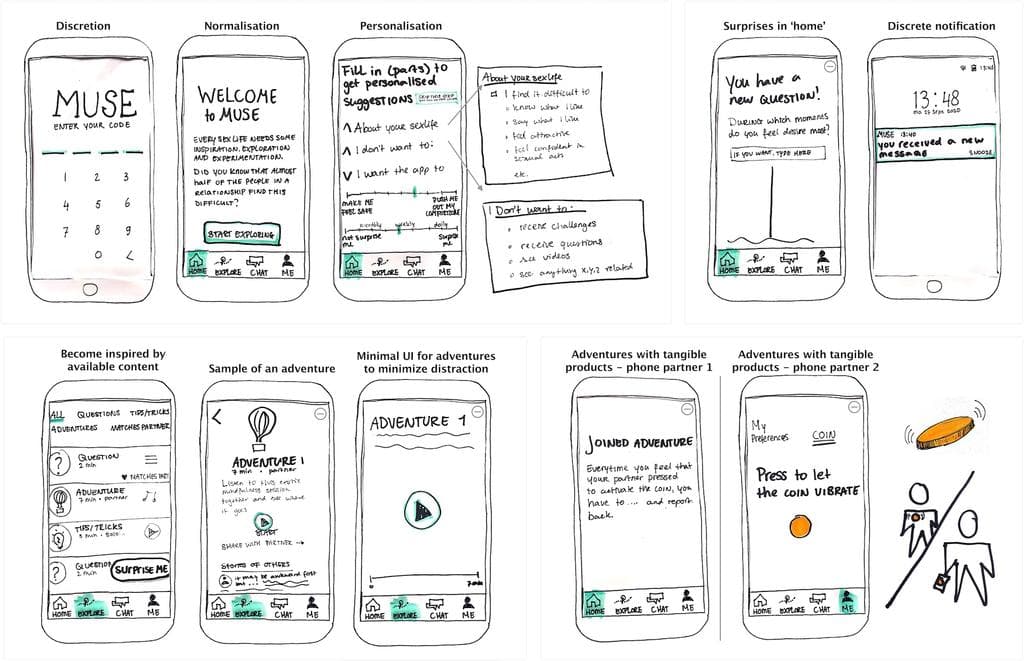 Discretion
MUSE
ENTER YOUR CODE
1 2 3
4 5 6
7 8 9
0 <
Normalisation
WELCOME
to MUSE
EVERY SEX LIFE NEEDS SOME
INSPIRATION, EXPLORATION
AND EXPERIMENTATION.
DID YOU KNOW THAT ALMOST
HALF OF THE PEOPLE IN A
RELATIONSHIP FIND THIS
DIFFICULT?
START EXPLORING
HOME EXPLORE CHAT ME
Personalisation
FILL in (parts) to
get personalised
suggestions
About your sexlife
I don't want to:
I want the app to
MAKE ME
FEEL SAFE
PUSH ME
OUT MY
COMFORTZONE
monthly weekly daily
not surprise
me
Surprise
me
HOME EXPLORE CHAT ME
About your sexlife
I find it difficult to
know what I like
say what I like
feel attractive
feel confident in
sexual acts
etc.
I Don't want to:
receive challenges
receive questions
see videos
see anything x,y,z related
Surprises in ‘home’
You have a
new QUESTION!
DURING which moments
do you feel desire most?
IF YOU WANT, TYPE HERE
HOME EXPLORE CHAT ME
Discrete notification
13:48
MUSE 13:40
you received a new
message
SNOOZE
Become inspired by
available content
ALL QUESTIONS TIPS/TRICKS
ADVENTURES MATCHES PARTNER
? QUESTION
2 min
ADVENTURE
7 min • partner
TIPS/TRICKS
? QUESTION
2 min
SURPRISE ME
HOME EXPLORE CHAT ME
Sample of an adventure
<
ADVENTURE 1
7 min • partner
Listen to this erotic
mindfulness session
together and see where
it goes
START
SHARE WITH PARTNER →
STORIES OF OTHERS
it may be awkward first
but ...
HOME EXPLORE CHAT ME
Minimal UI for adventures
to minimize distraction
ADVENTURE 1
HOME EXPLORE CHAT ME
Adventures with tangible
products – phone partner 1
JOINED ADVENTURE
Everytime you feel that
your partner pressed
to activate the coin, you
have to .... and report
back.
HOME EXPLORE CHAT ME
Adventures with tangible
products – phone partner 2
My
Preferences
COIN
Press to let
the COIN VIBRATE
HOME EXPLORE CHAT ME